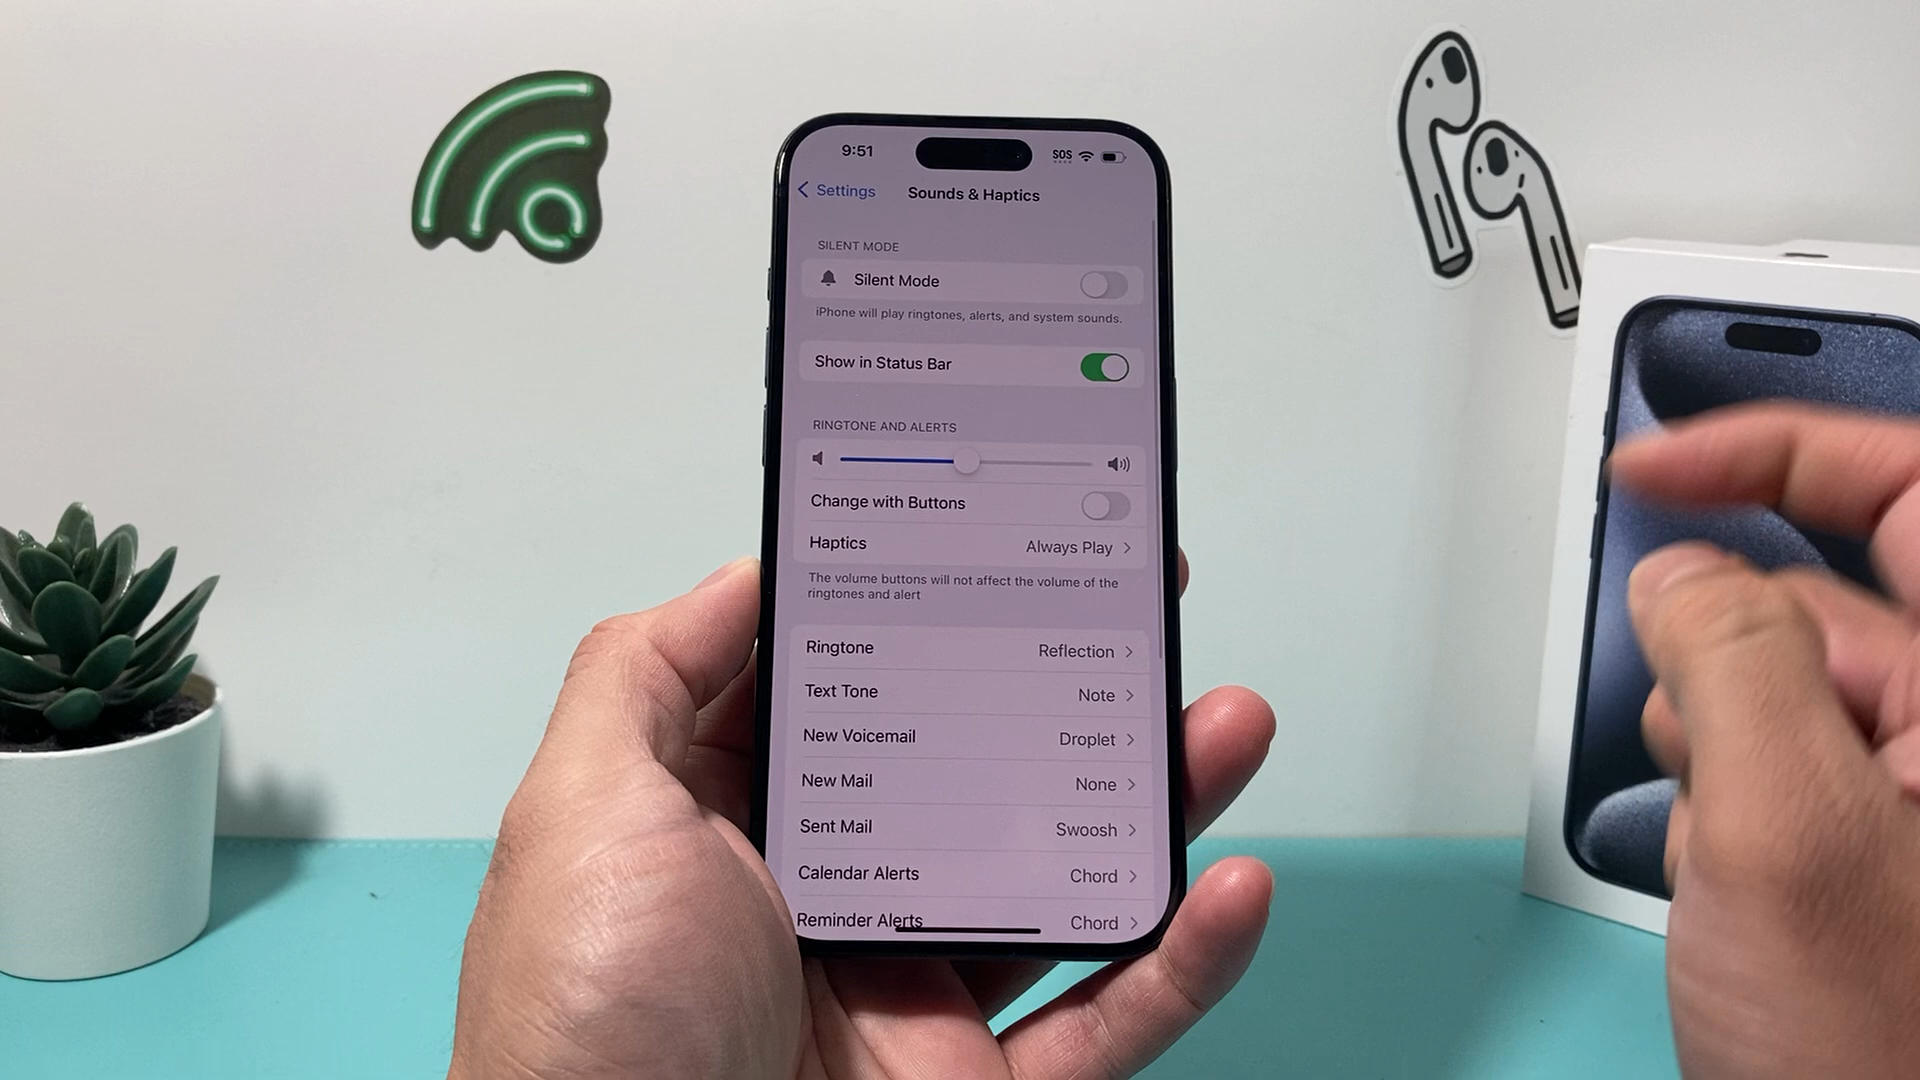 9:51
SOS
Settings
Sounds & Haptics
SILENT MODE
Silent Mode
iPhone will play ringtones, alerts, and system sounds.
Show in Status Bar
RINGTONE AND ALERTS
Change with Buttons
Haptics Always Play
The volume buttons will not affect the volume of the
ringtones and alert
Ringtone Reflection
Text Tone Note
New Voicemail Droplet
New Mail None
Sent Mail Swoosh
Calendar Alerts Chord
Reminder Alerts Chord